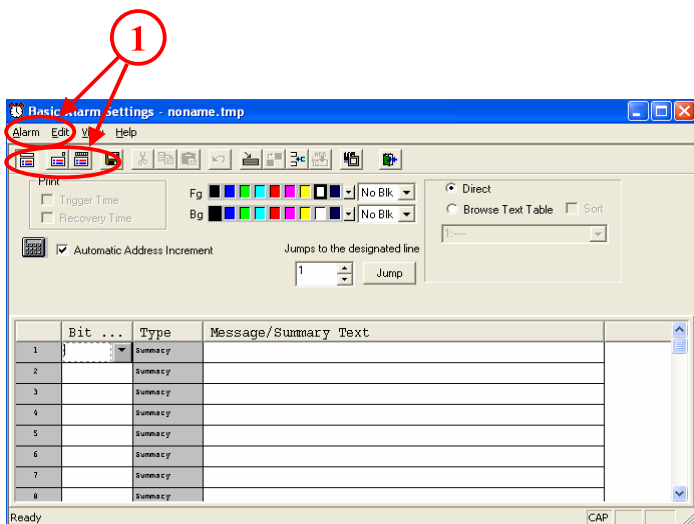 1
Basic Alarm Settings - noname.tmp
Alarm Edit View Help
Print
Trigger Time
Recovery Time
Fg No Blk
Bg No Blk
Direct
Browse Text Table Sort
1:----
Automatic Address Increment
Jumps to the designated line
1 Jump
Bit ... Type Message/Summary Text
1 Summary
2 Summary
3 Summary
4 Summary
5 Summary
6 Summary
7 Summary
8 Summary
Ready CAP